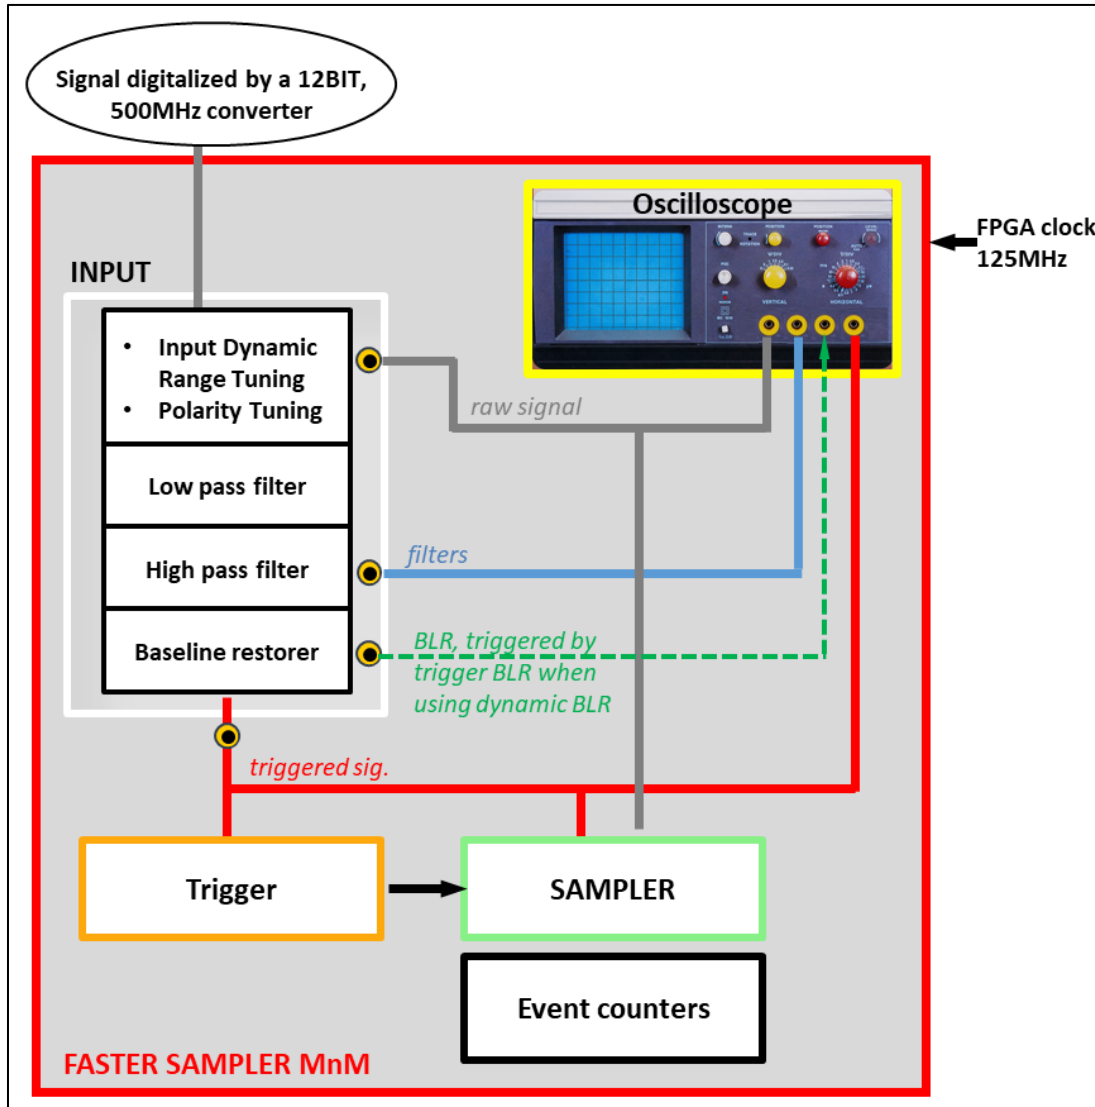 Signal digitalized by a 12BIT,
500MHz converter
Oscilloscope
FPGA clock
125MHz
INPUT
• Input Dynamic
Range Tuning
• Polarity Tuning
VERTICAL
HORIZONTAL
raw signal
Low pass filter
filters
High pass filter
BLR, triggered by
trigger BLR when
using dynamic BLR
Baseline restorer
triggered sig.
Trigger
SAMPLER
Event counters
FASTER SAMPLER MnM